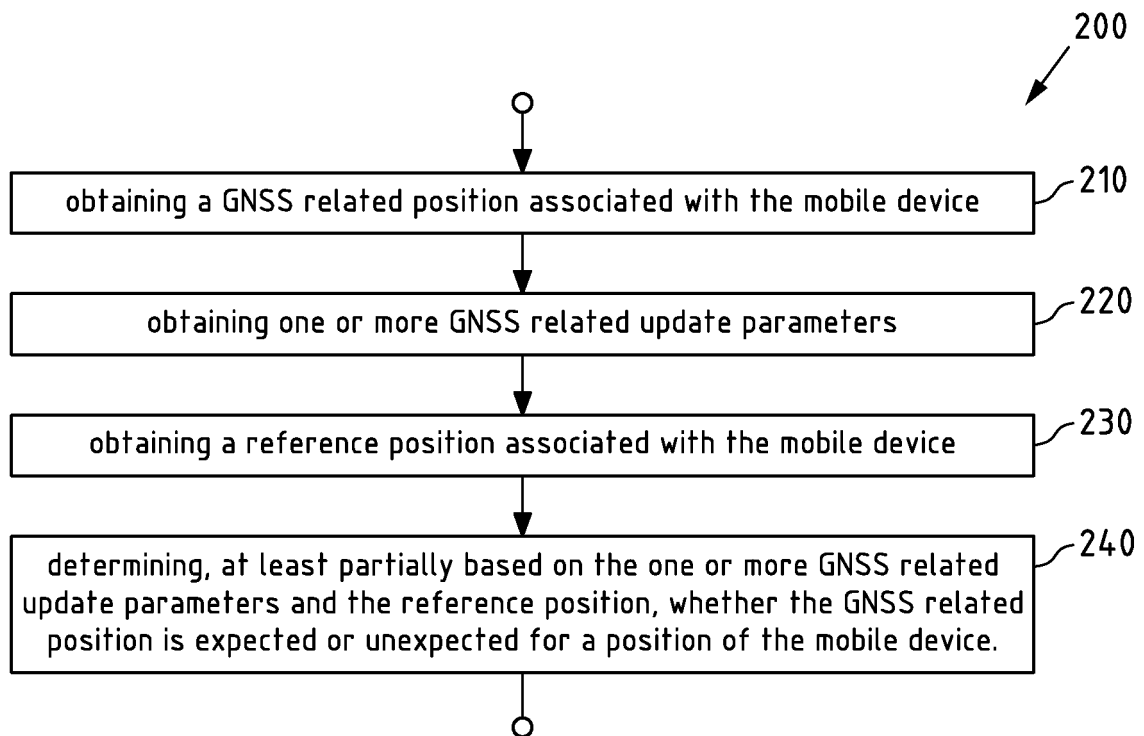 200
obtaining a GNSS related position associated with the mobile device
210
obtaining one or more GNSS related update parameters
220
obtaining a reference position associated with the mobile device
230
determining, at least partially based on the one or more GNSS related
update parameters and the reference position, whether the GNSS related
position is expected or unexpected for a position of the mobile device.
240